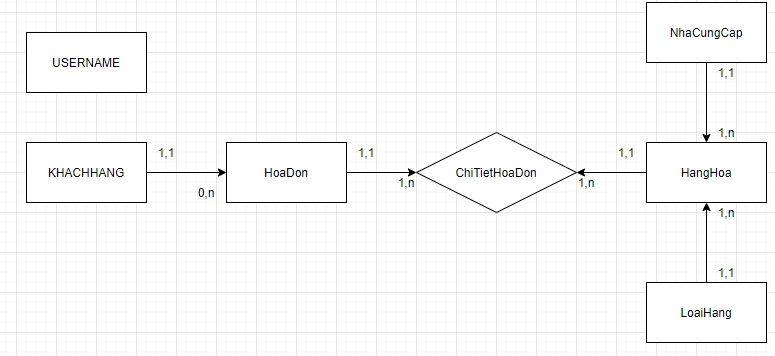 NhaCungCap
USERNAME
1,1
1,n
KHACHHANG
1,1
0,n
HoaDon
1,1
1,n
ChiTietHoaDon
1,1
1,n
HangHoa
1,n
1,1
LoaiHang